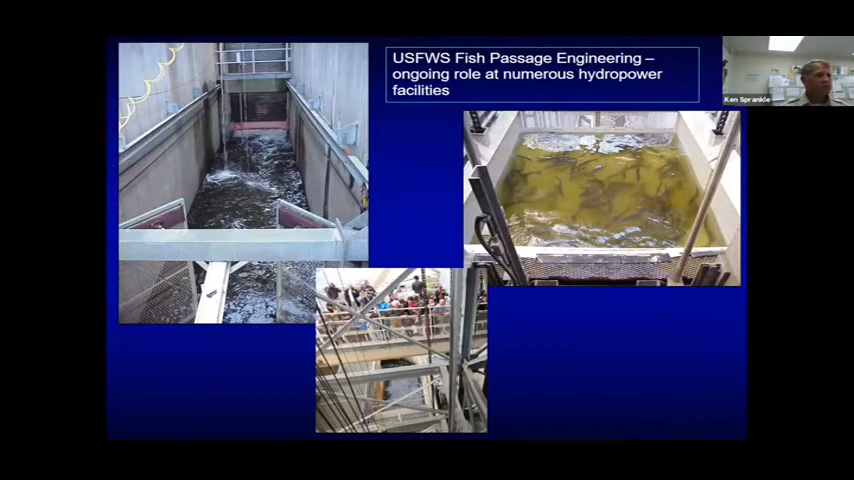 USFWS Fish Passage Engineering –
ongoing role at numerous hydropower
facilities
Ken Sprankle